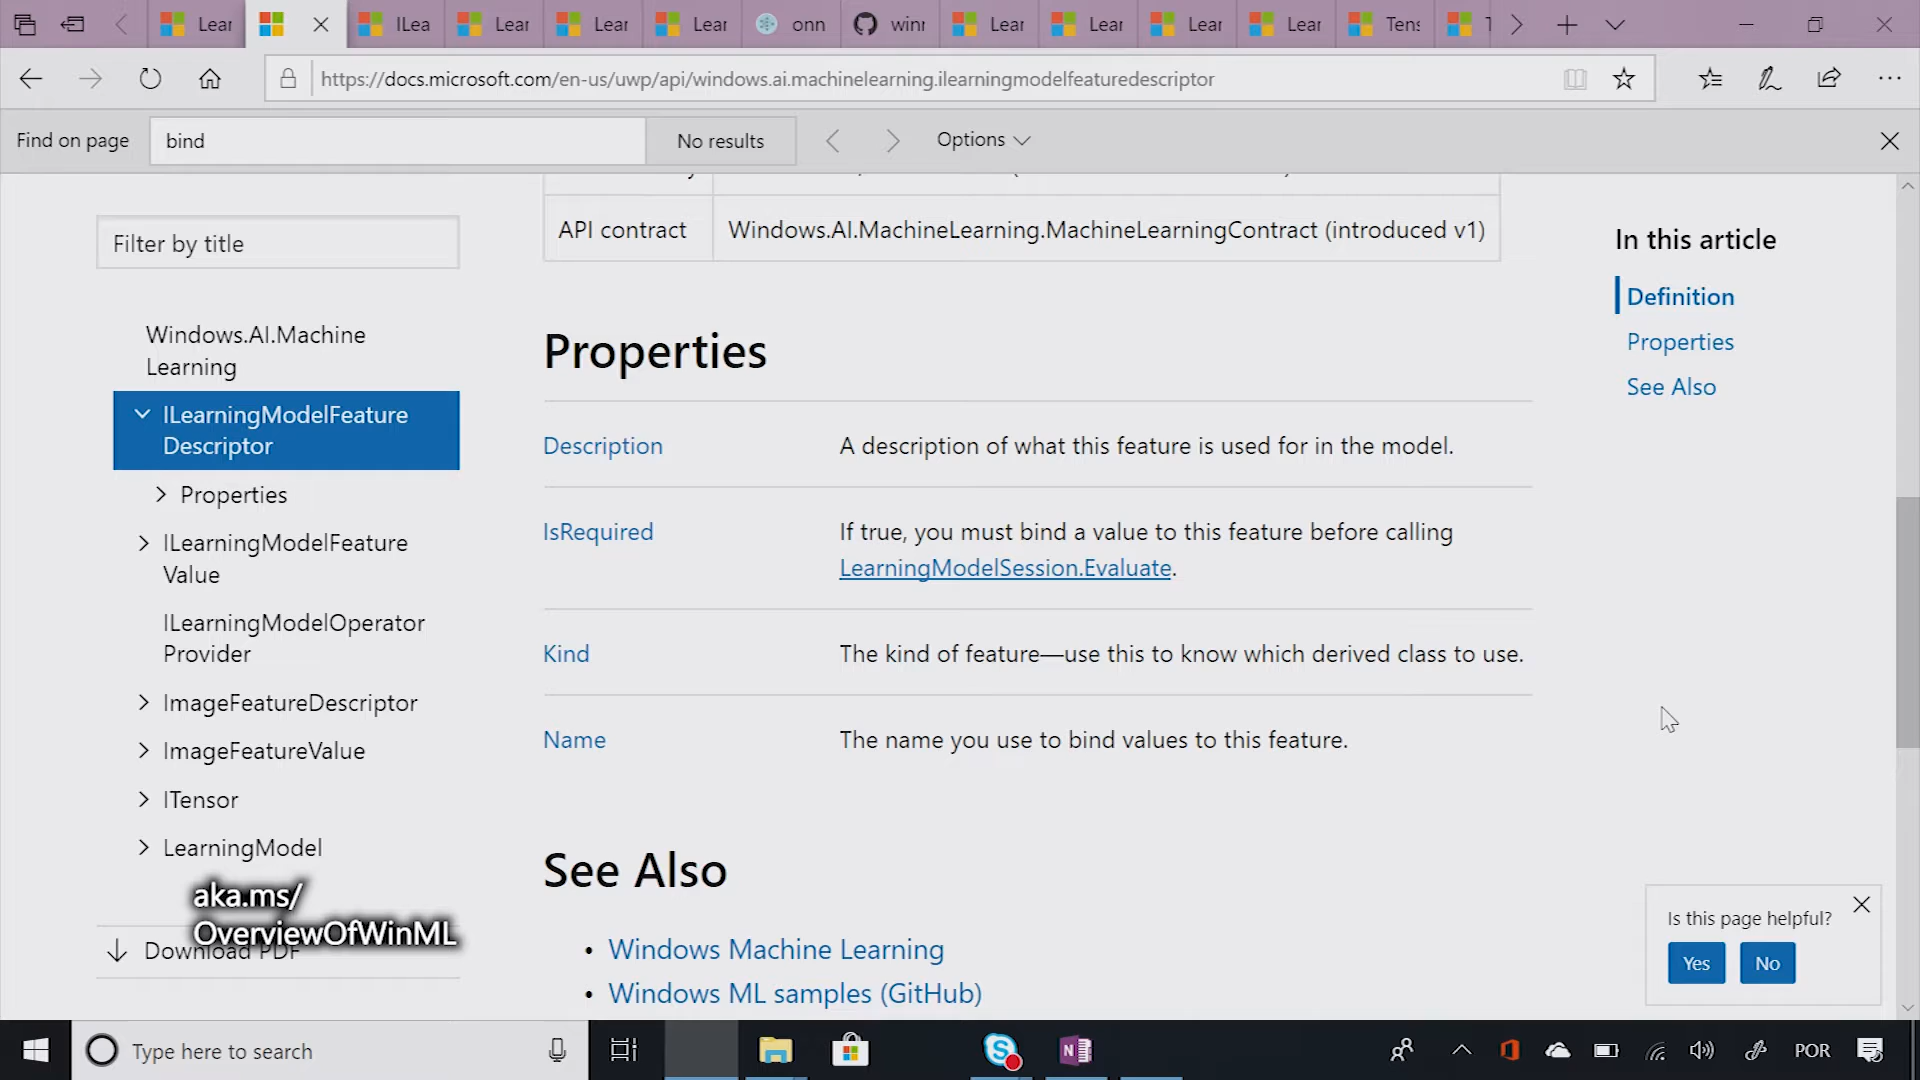 Lear
ILea
Lear
Lear
Lear
onn
winr
Lear
Lear
Lear
Lear
Tens
https://docs.microsoft.com/en-us/uwp/api/windows.ai.machinelearning.ilearningmodelfeaturedescriptor
Find on page
bind
No results
Options
Filter by title
Windows.AI.Machine
Learning
ILearningModelFeature
Descriptor
Properties
ILearningModelFeature
Value
ILearningModelOperator
Provider
ImageFeatureDescriptor
ImageFeatureValue
ITensor
LearningModel
aka.ms/
OverviewOfWinML
Download PDF
API contract
Windows.AI.MachineLearning.MachineLearningContract (introduced v1)
Properties
Description
A description of what this feature is used for in the model.
IsRequired
If true, you must bind a value to this feature before calling
LearningModelSession.Evaluate.
Kind
The kind of feature—use this to know which derived class to use.
Name
The name you use to bind values to this feature.
See Also
• Windows Machine Learning
• Windows ML samples (GitHub)
In this article
Definition
Properties
See Also
Is this page helpful?
Yes
No
Type here to search
POR